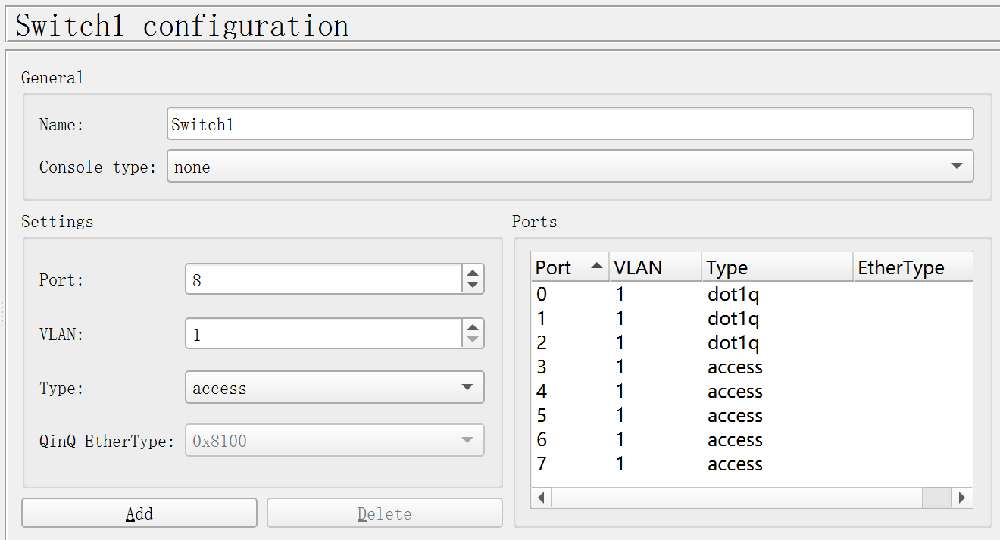 Switch1 configuration
General
Name: Switch1
Console type: none
Settings
Port: 8
VLAN: 1
Type: access
QinQ EtherType: 0x8100
Add Delete
Ports
Port VLAN Type EtherType
0 1 dot1q
1 1 dot1q
2 1 dot1q
3 1 access
4 1 access
5 1 access
6 1 access
7 1 access